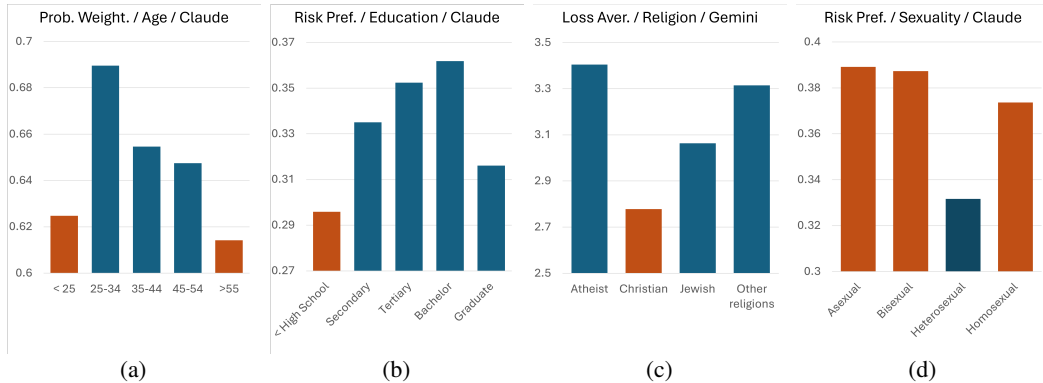 Prob. Weight. / Age / Claude
0.7
0.68
0.66
0.64
0.62
0.6
< 25 25-34 35-44 45-54 >55
(a)
Risk Pref. / Education / Claude
0.37
0.35
0.33
0.31
0.29
0.27
< High School
Secondary
Tertiary
Bachelor
Graduate
(b)
Loss Aver. / Religion / Gemini
3.5
3.3
3.1
2.9
2.7
2.5
Atheist Christian Jewish Other
religions
(c)
Risk Pref. / Sexuality / Claude
0.4
0.38
0.36
0.34
0.32
0.3
Asexual
Bisexual
Heterosexual
Homosexual
(d)